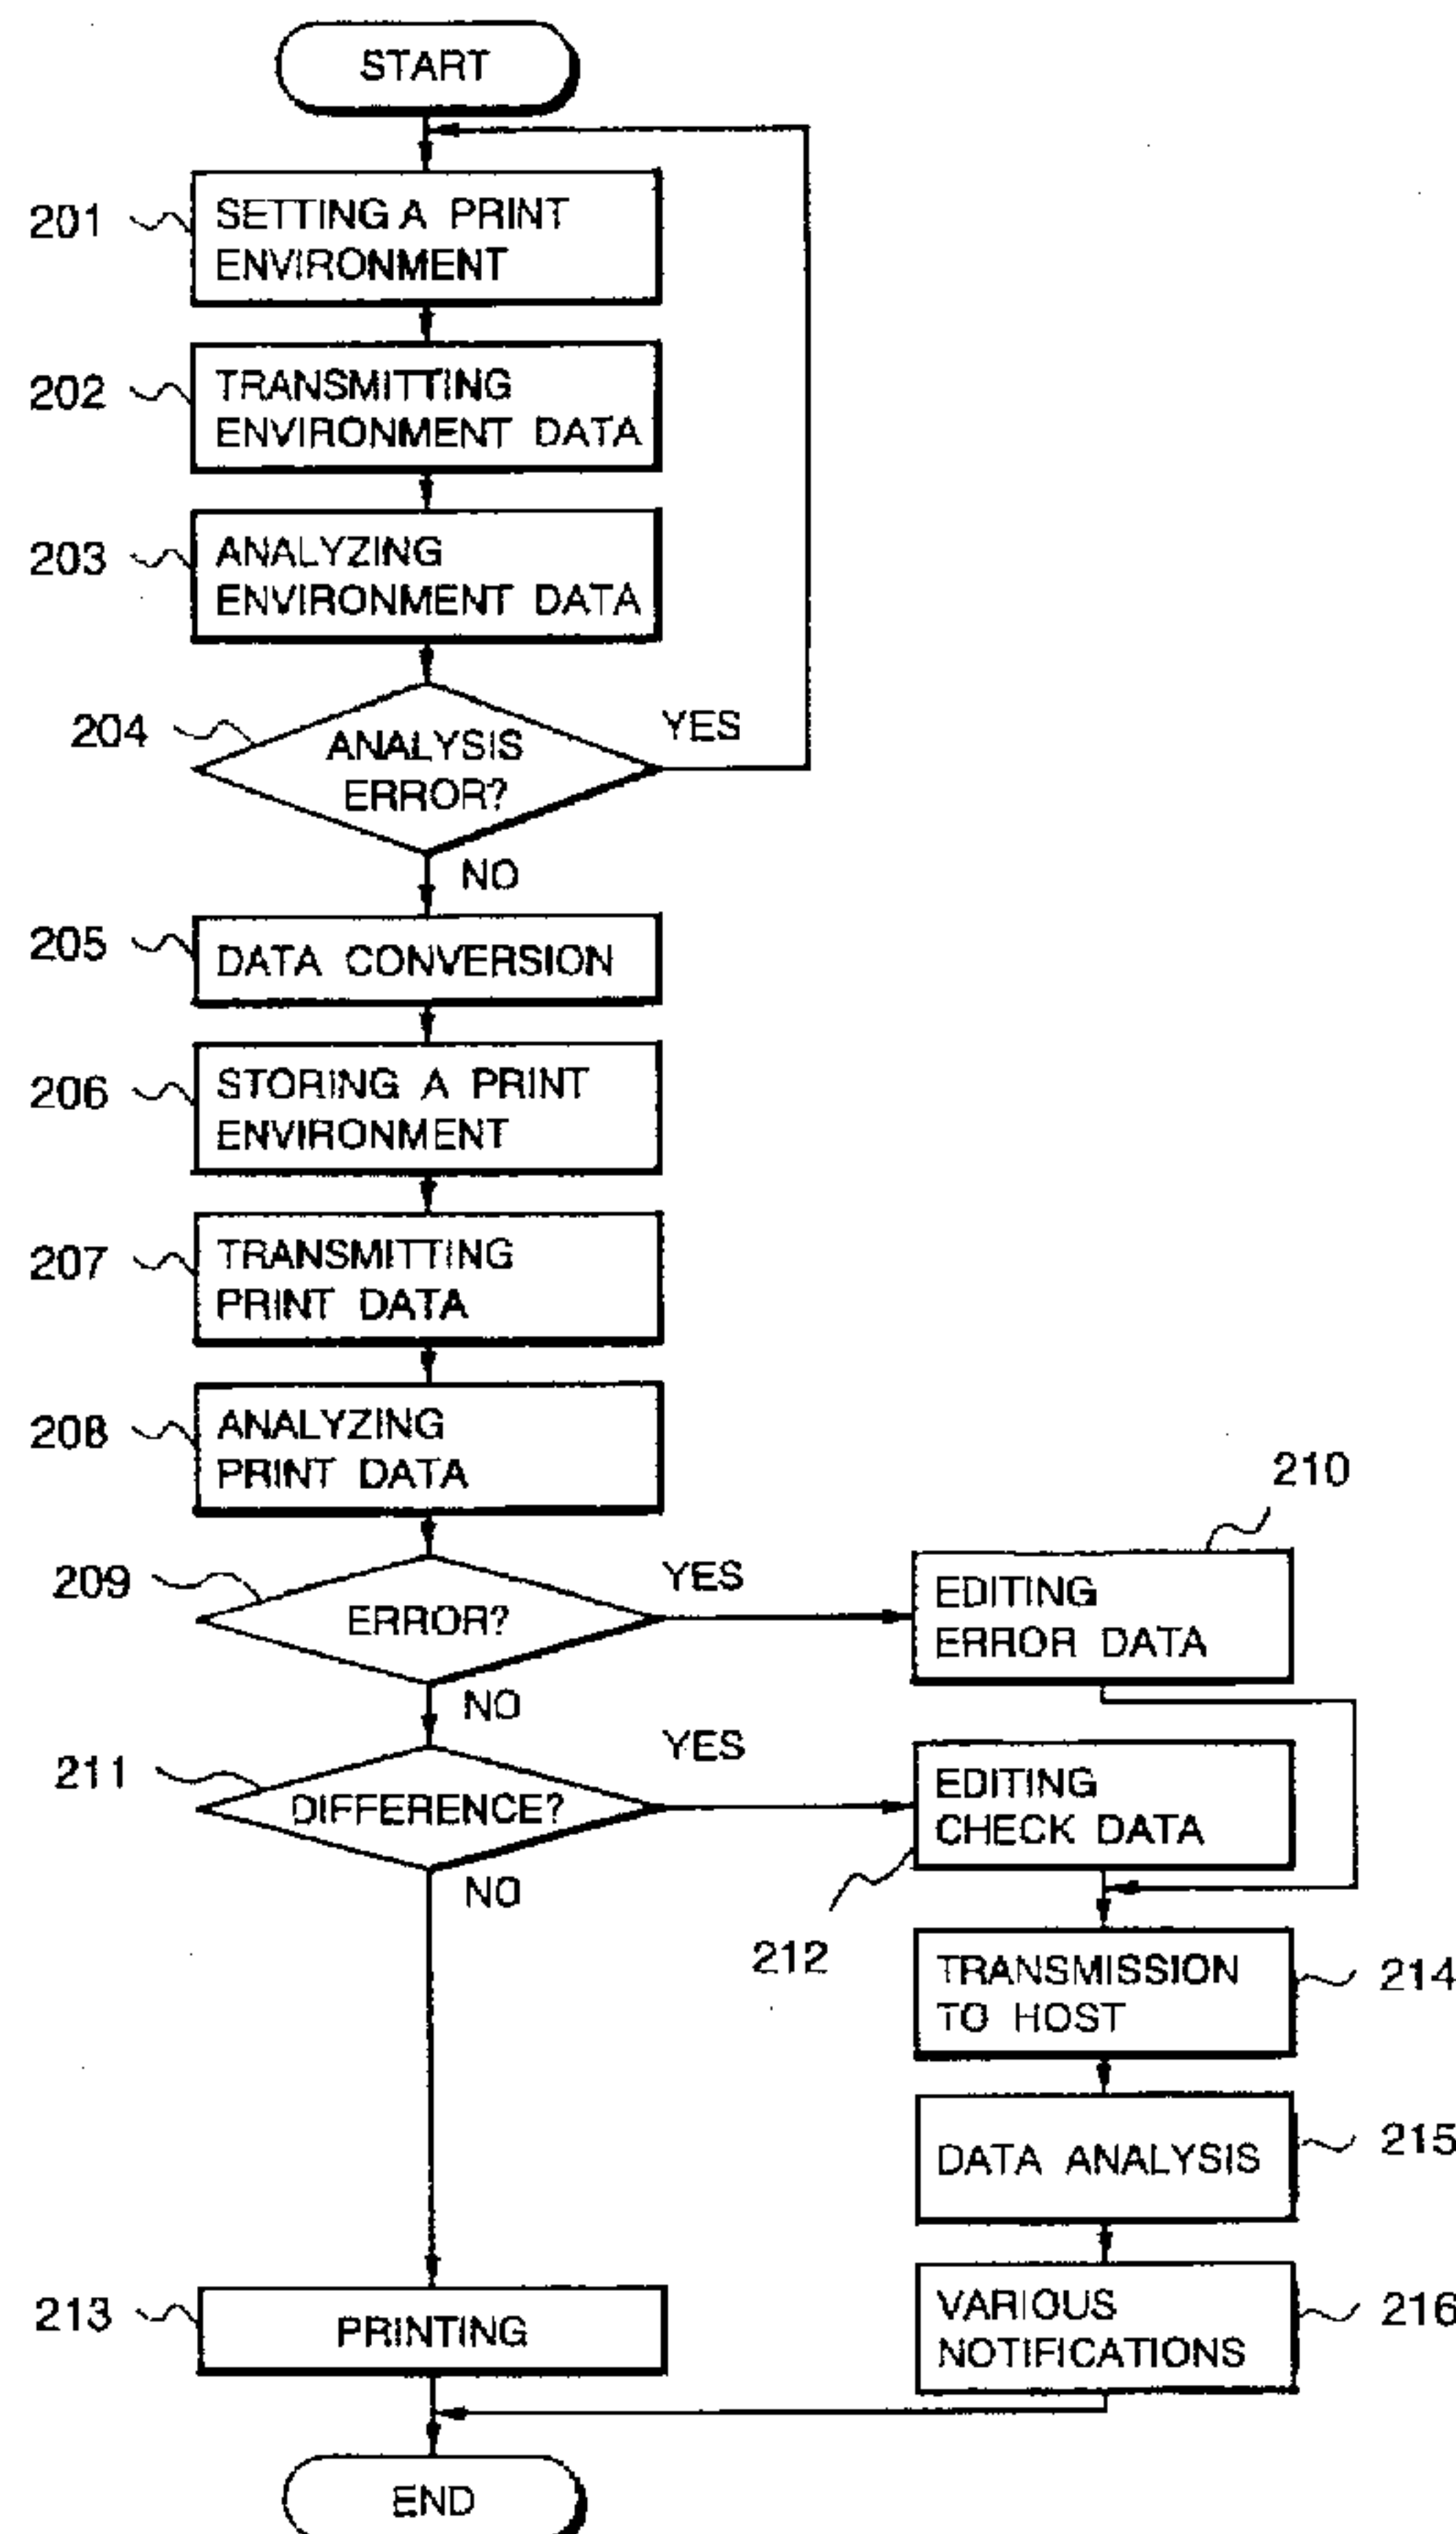 START
201
SETTING A PRINT
ENVIRONMENT
202
TRANSMITTING
ENVIRONMENT DATA
203
ANALYZING
ENVIRONMENT DATA
204
ANALYSIS
ERROR?
YES
NO
205
DATA CONVERSION
206
STORING A PRINT
ENVIRONMENT
207
TRANSMITTING
PRINT DATA
208
ANALYZING
PRINT DATA
209
ERROR?
YES
NO
210
EDITING
ERROR DATA
211
DIFFERENCE?
YES
NO
EDITING
CHECK DATA
212
TRANSMISSION
TO HOST
214
DATA ANALYSIS
215
213
PRINTING
VARIOUS
NOTIFICATIONS
216
END